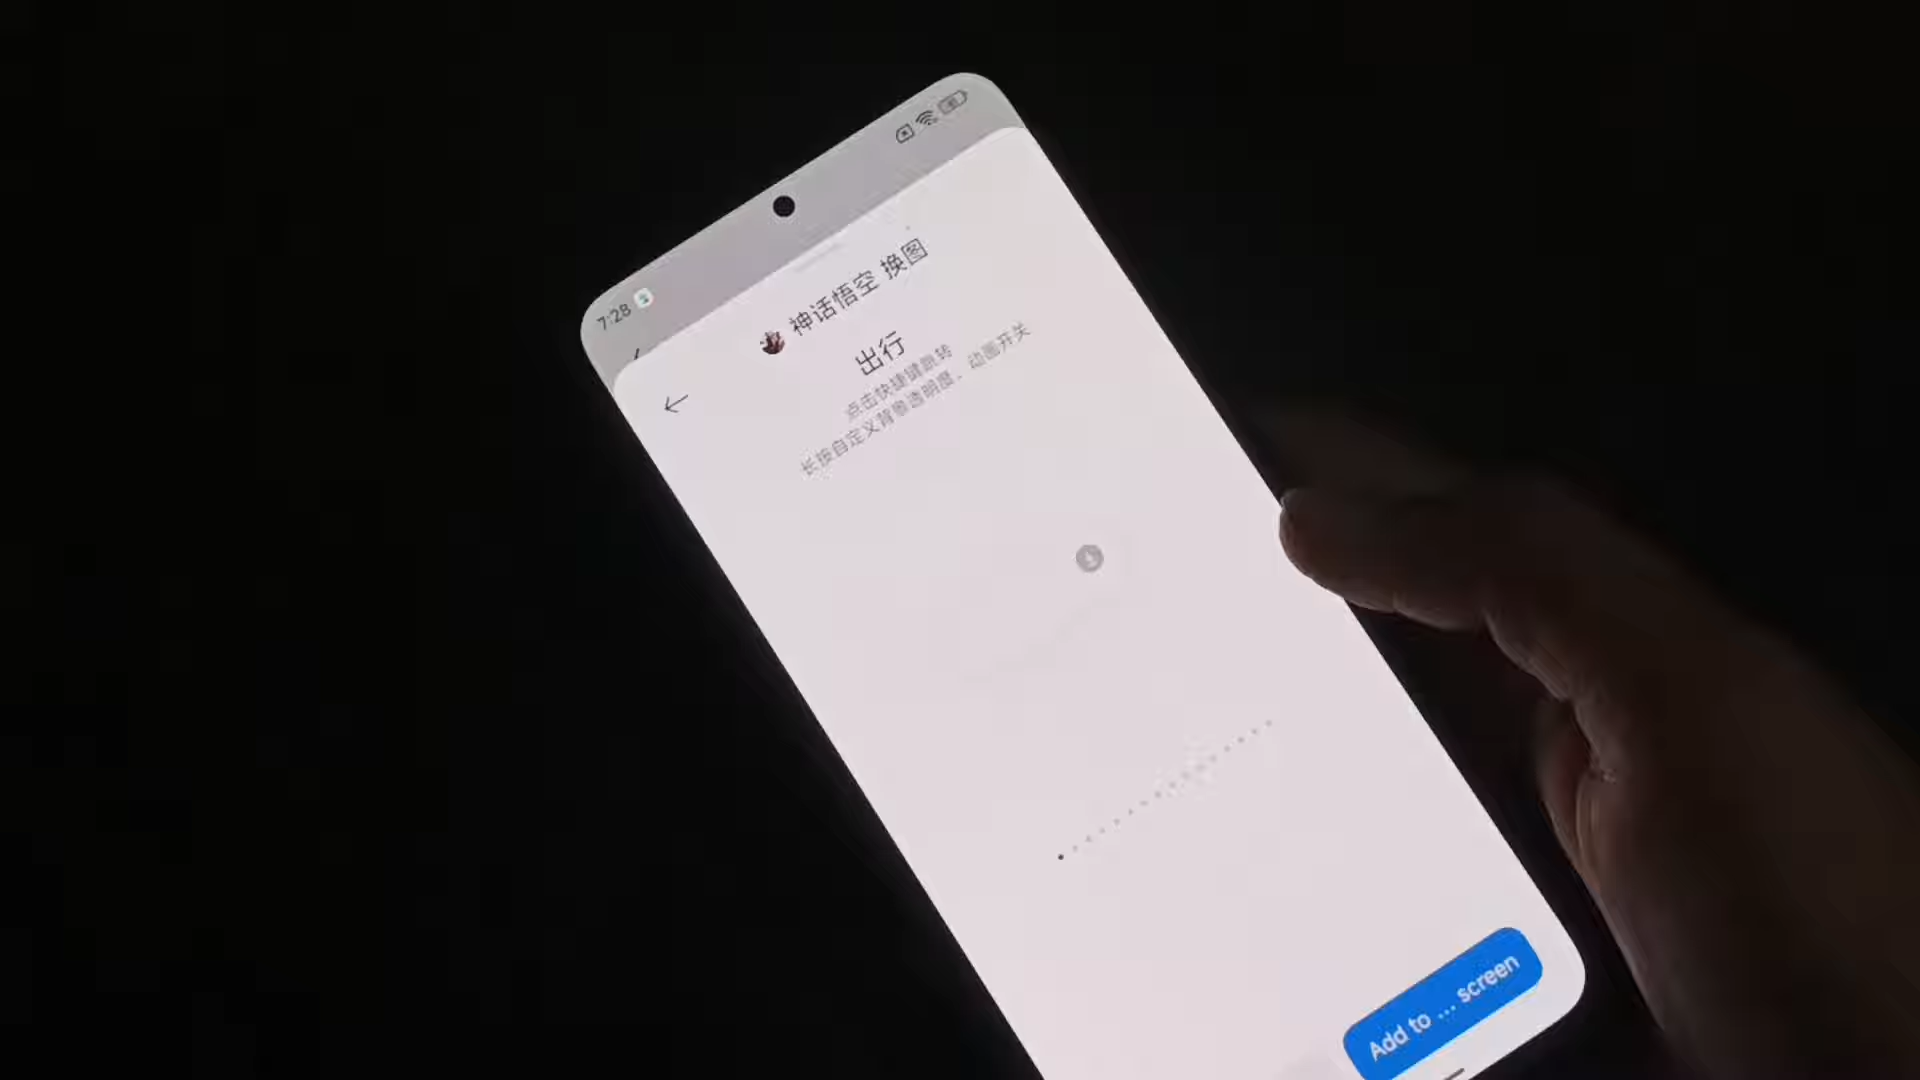 7:28
神话悟空 换图
出行
点击快捷键跳转
长按自定义背景透明度、动画开关
Add to ... screen